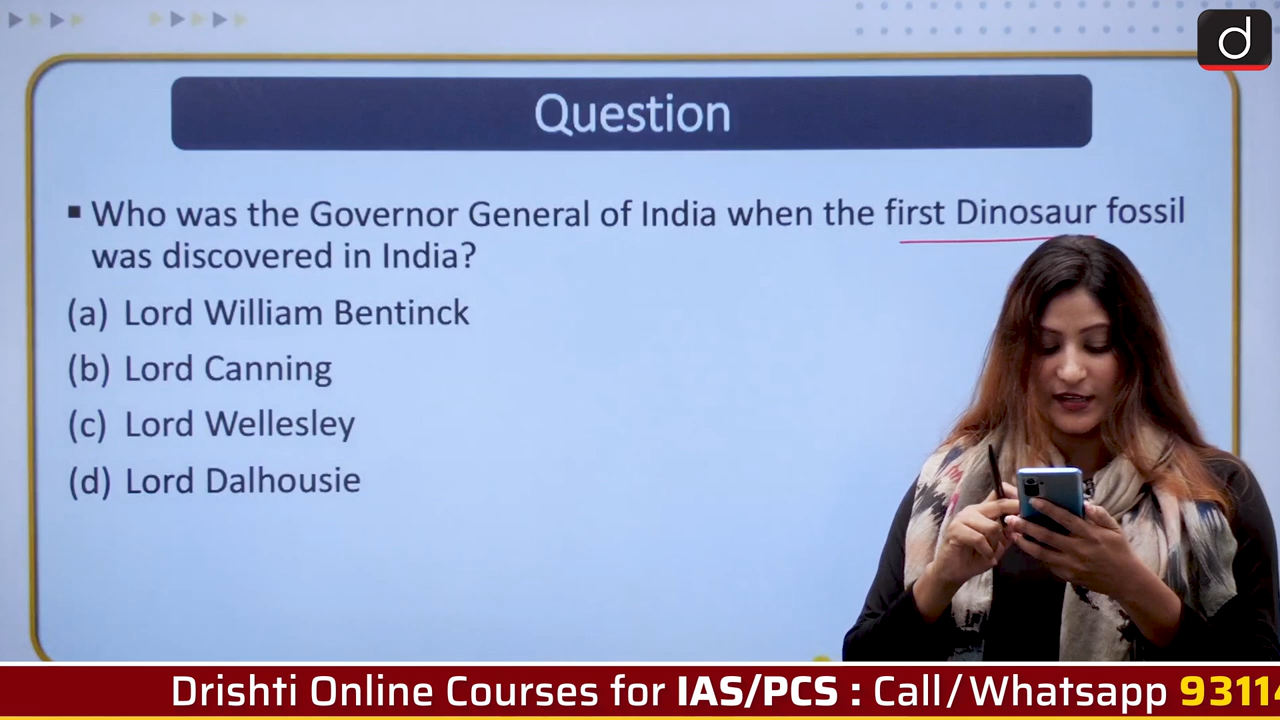 d
Question
▪ Who was the Governor General of India when the first Dinosaur fossil
was discovered in India?
(a) Lord William Bentinck
(b) Lord Canning
(c) Lord Wellesley
(d) Lord Dalhousie
Drishti Online Courses for IAS/PCS : Call/Whatsapp 9311